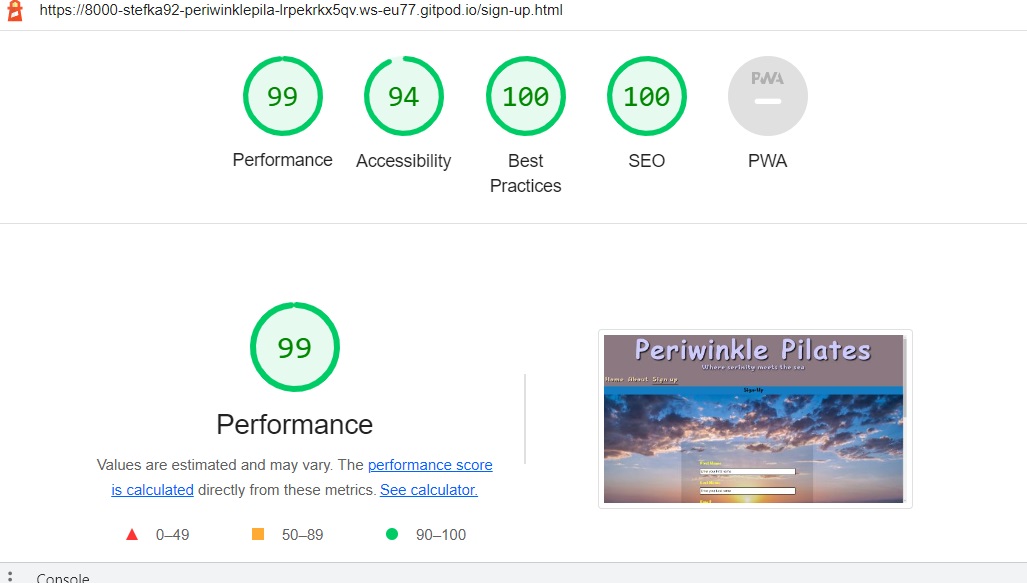 https://8000-stefka92-periwinklepila-lrpekrkx5qv.ws-eu77.gitpod.io/sign-up.html
99 94 100 100 PWA
Performance Accessibility Best Practices SEO PWA
99
Performance
Values are estimated and may vary. The performance score
is calculated directly from these metrics. See calculator.
0–49 50–89 90–100
Periwinkle Pilates
Where serinity meets the sea
Home About Sign up
Sign Up
First Name
Console